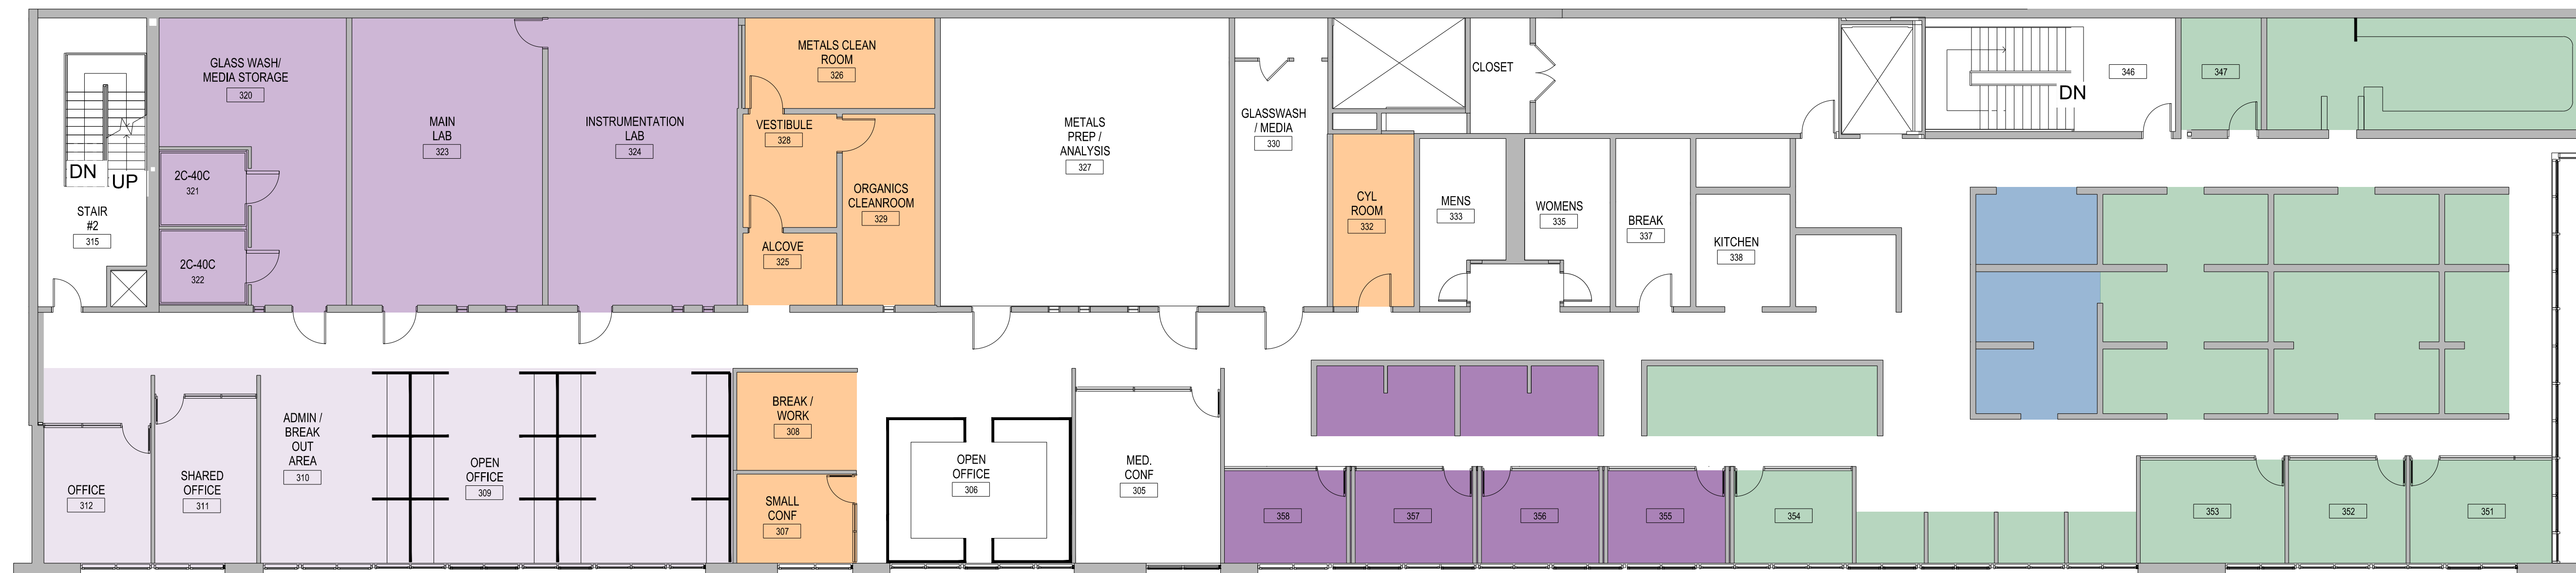 DN
UP
STAIR
#2
315
GLASS WASH/
MEDIA STORAGE
320
2C-40C
321
2C-40C
322
MAIN
LAB
323
INSTRUMENTATION
LAB
324
METALS CLEAN
ROOM
326
VESTIBULE
328
ORGANICS
CLEANROOM
329
ALCOVE
325
METALS
PREP /
ANALYSIS
327
GLASSWASH
/ MEDIA
330
CYL
ROOM
332
CLOSET
MENS
333
WOMENS
335
BREAK
337
KITCHEN
338
DN
346
347
OFFICE
312
SHARED
OFFICE
311
ADMIN /
BREAK
OUT
AREA
310
OPEN
OFFICE
309
BREAK /
WORK
308
SMALL
CONF
307
OPEN
OFFICE
306
MED.
CONF
305
358
357
356
355
354
353
352
351